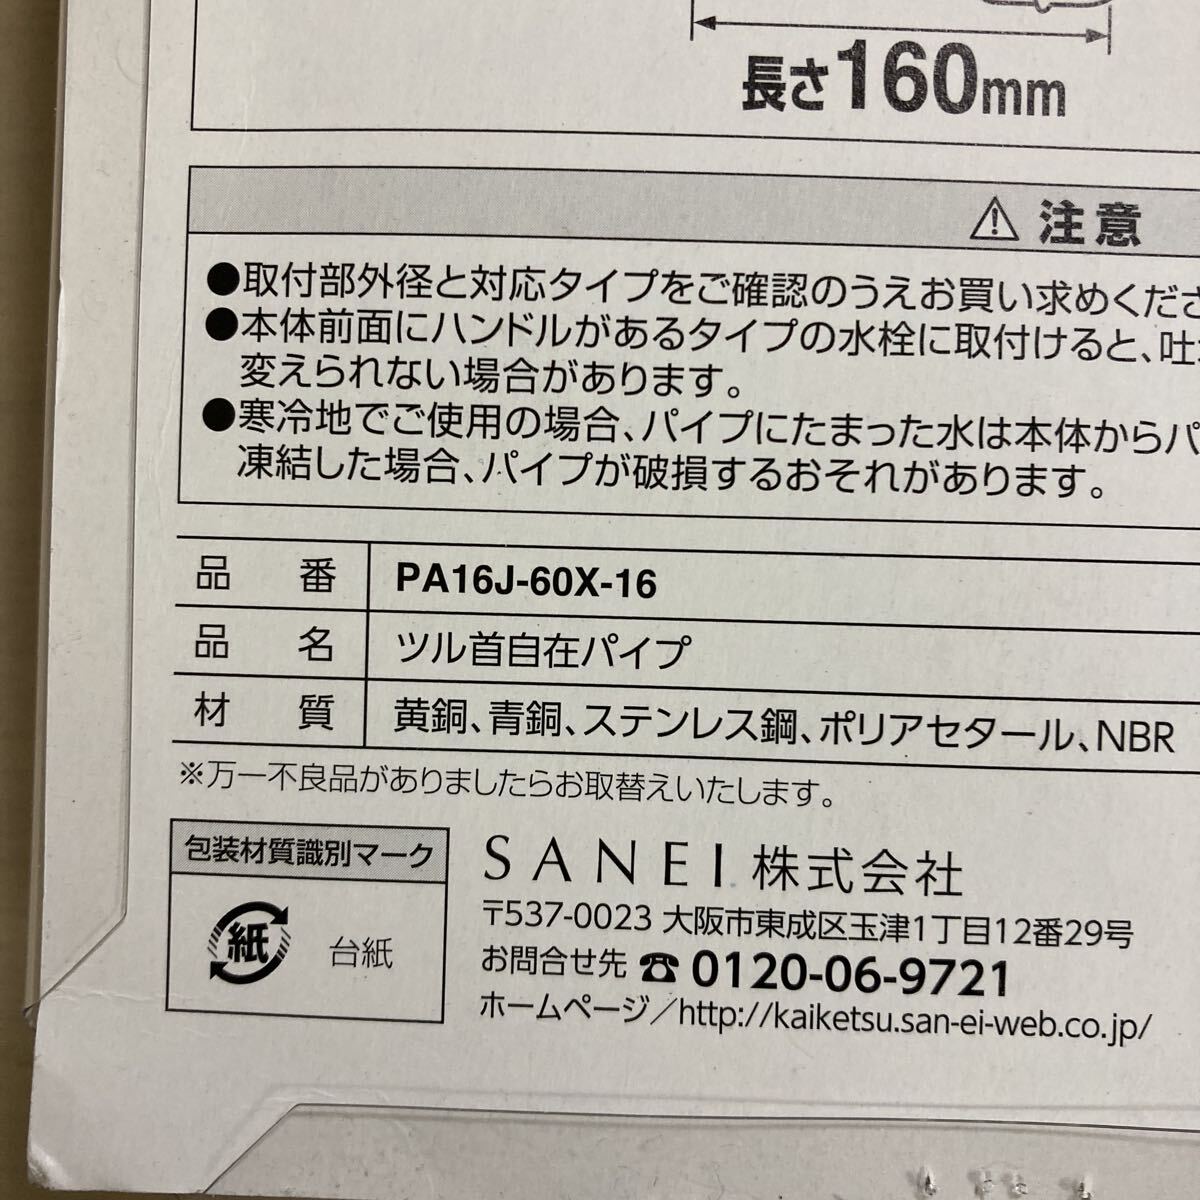 長さ160mm
⚠ 注意
●取付部外径と対応タイプをご確認のうえお買い求めくださ
●本体前面にハンドルがあるタイプの水栓に取付けると、吐
変えられない場合があります。
●寒冷地でご使用の場合、パイプにたまった水は本体からパ
凍結した場合、パイプが破損するおそれがあります。
品番 PA16J-60X-16
品名 ツル首自在パイプ
材質 黄銅、青銅、ステンレス鋼、ポリアセタール、NBR
※万一不良品がありましたらお取替えいたします。
包装材質識別マーク
紙 台紙
SANEI 株式会社
〒537-0023 大阪市東成区玉津1丁目12番29号
お問合せ先 ☎ 0120-06-9721
ホームページ／http://kaiketsu.san-ei-web.co.jp/